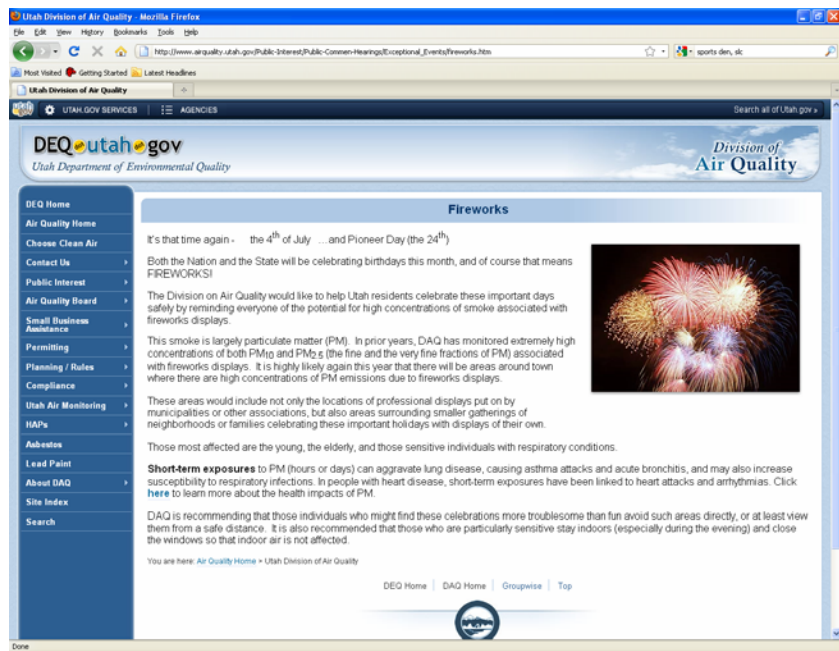 Utah Division of Air Quality - Mozilla Firefox
File Edit View History Bookmarks Tools Help
http://www.airquality.utah.gov/Public-Interest/Public-Commen-Hearings/Exceptional_Events/fireworks.htm
sports den, slc
Most Visited Getting Started Latest Headlines
Utah Division of Air Quality
UTAH.GOV SERVICES AGENCIES
Search all of Utah.gov »
DEQ utah gov
Utah Department of Environmental Quality
Division of
Air Quality
DEQ Home
Air Quality Home
Choose Clean Air
Contact Us
Public Interest
Air Quality Board
Small Business
Assistance
Permitting
Planning / Rules
Compliance
Utah Air Monitoring
HAPs
Asbestos
Lead Paint
About DAQ
Site Index
Search
Fireworks
It's that time again - the 4th of July ...and Pioneer Day (the 24th)
Both the Nation and the State will be celebrating birthdays this month, and of course that means
FIREWORKS!
The Division on Air Quality would like to help Utah residents celebrate these important days
safely by reminding everyone of the potential for high concentrations of smoke associated with
fireworks displays.
This smoke is largely particulate matter (PM). In prior years, DAQ has monitored extremely high
concentrations of both PM10 and PM2.5 (the fine and the very fine fractions of PM) associated
with fireworks displays. It is highly likely again this year that there will be areas around town
where there are high concentrations of PM emissions due to fireworks displays.
These areas would include not only the locations of professional displays put on by
municipalities or other associations, but also areas surrounding smaller gatherings of
neighborhoods or families celebrating these important holidays with displays of their own.
Those most affected are the young, the elderly, and those sensitive individuals with respiratory conditions.
Short-term exposures to PM (hours or days) can aggravate lung disease, causing asthma attacks and acute bronchitis, and may also increase
susceptibility to respiratory infections. In people with heart disease, short-term exposures have been linked to heart attacks and arrhythmias. Click
here to learn more about the health impacts of PM.
DAQ is recommending that those individuals who might find these celebrations more troublesome than fun avoid such areas directly, or at least view
them from a safe distance. It is also recommended that those who are particularly sensitive stay indoors (especially during the evening) and close
the windows so that indoor air is not affected.
You are here: Air Quality Home » Utah Division of Air Quality
DEQ Home DAQ Home Groupwise Top
Done